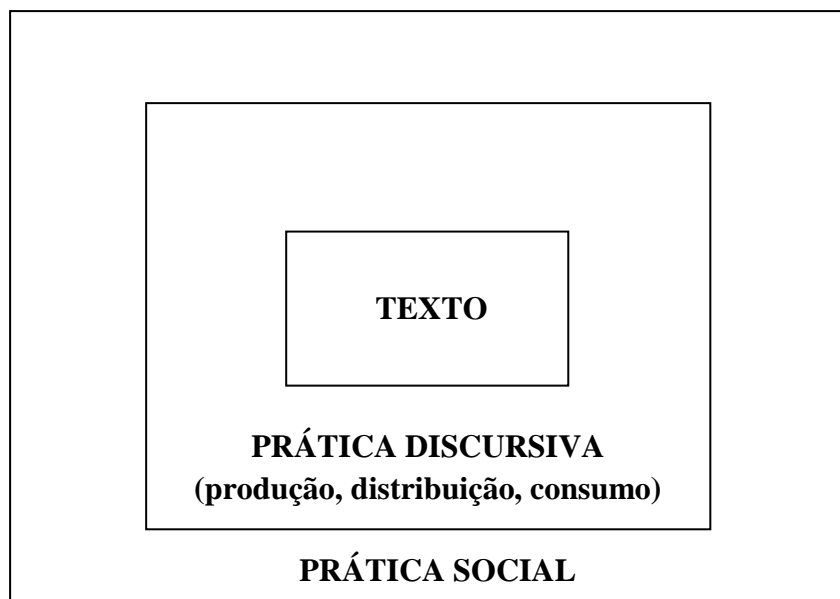 TEXTO
PRÁTICA DISCURSIVA
(produção, distribuição, consumo)
PRÁTICA SOCIAL